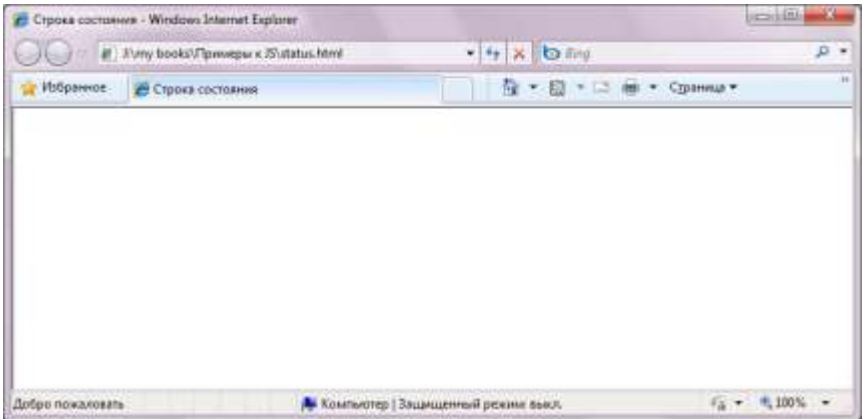 Строка состояния - Windows Internet Explorer
my books\Примеры к JS\status.html
Bing
Избранное Строка состояния Страница
Добро пожаловать Компьютер | Защищенный режим: выкл. 100%